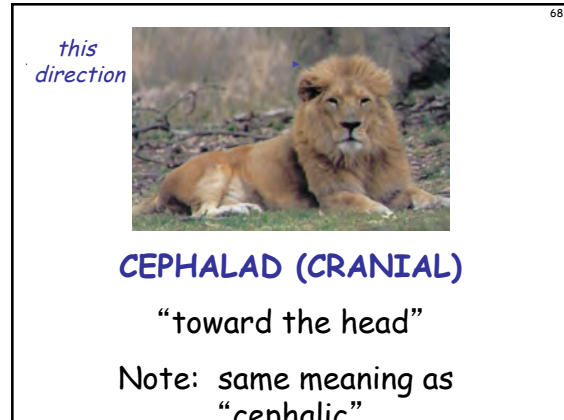 68
this
direction
CEPHALAD (CRANIAL)
“toward the head”
Note: same meaning as
“cephalic”